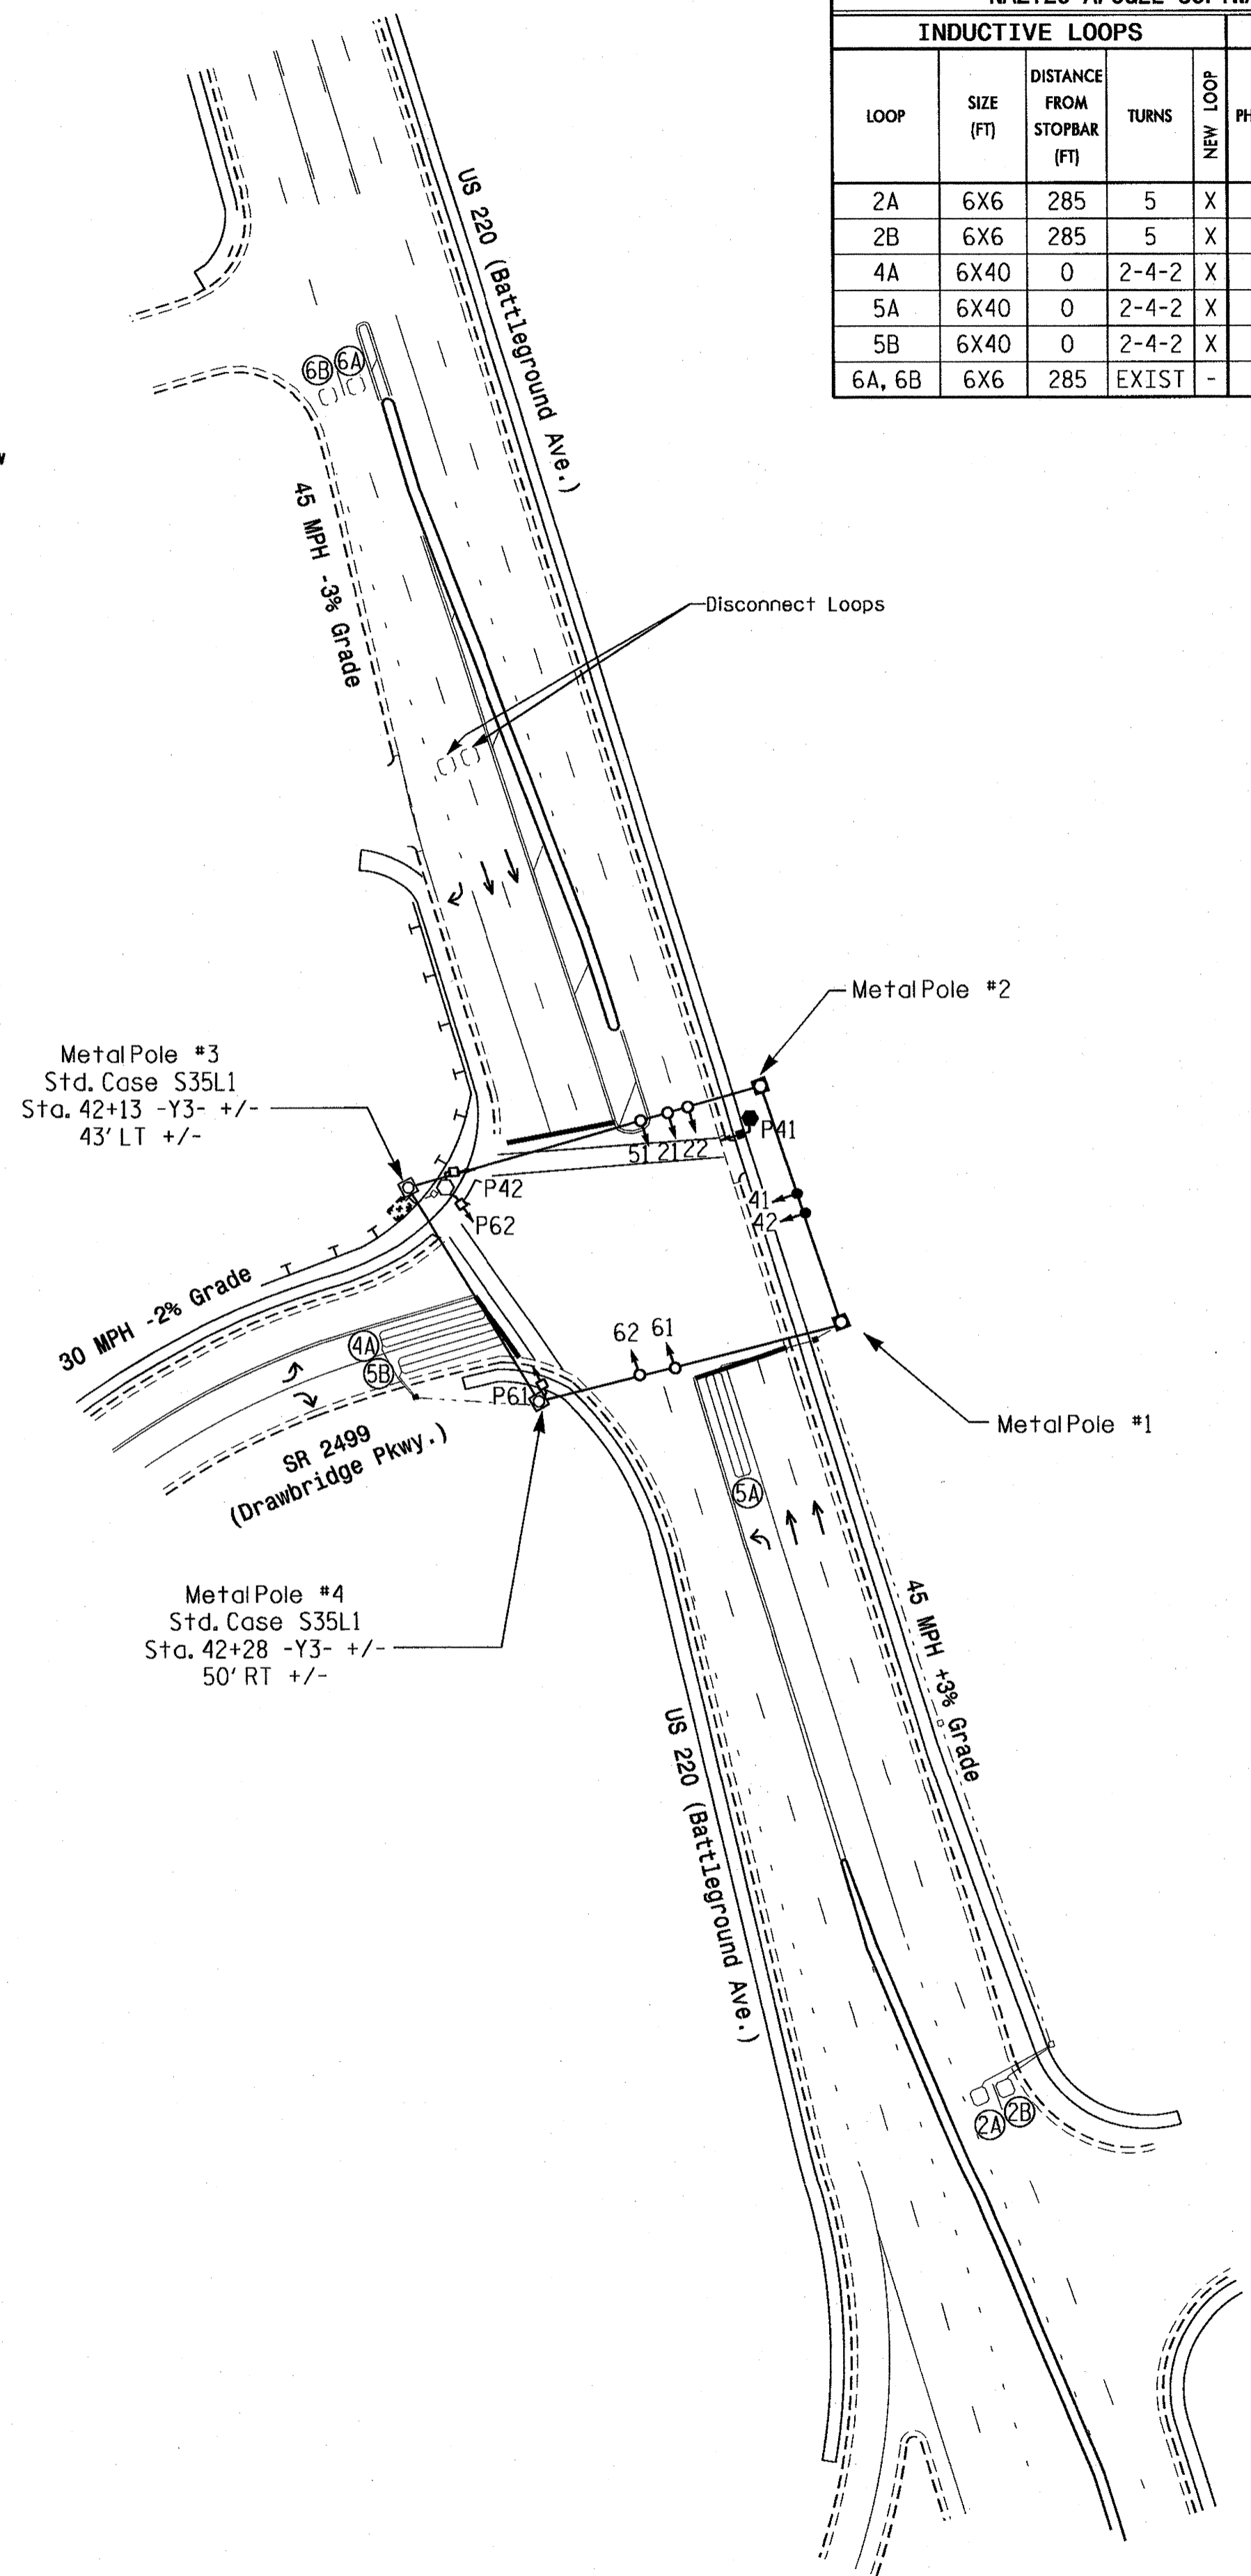 INDUCTIVE LOOPS
LOOP
SIZE
(FT)
DISTANCE
FROM
STOPBAR
(FT)
TURNS
NEW LOOP
2A 6X6 285 5 X
2B 6X6 285 5 X
4A 6X40 0 2-4-2 X
5A 6X40 0 2-4-2 X
5B 6X40 0 2-4-2 X
6A, 6B 6X6 285 EXIST -
US 220 (Battleground Ave.)
6B 6A
45 MPH -3% Grade
Disconnect Loops
Metal Pole #2
Metal Pole #3
Std. Case S35L1
Sta. 42+13 -Y3- +/-
43' LT +/-
P41
51 21 22
P42
41
42
P62
30 MPH -2% Grade
62 61
4A
5B
P61
Metal Pole #1
SR 2499
(Drawbridge Pkwy.)
5A
Metal Pole #4
Std. Case S35L1
Sta. 42+28 -Y3- +/-
50' RT +/-
45 MPH +3% Grade
US 220 (Battleground Ave.)
2A 2B